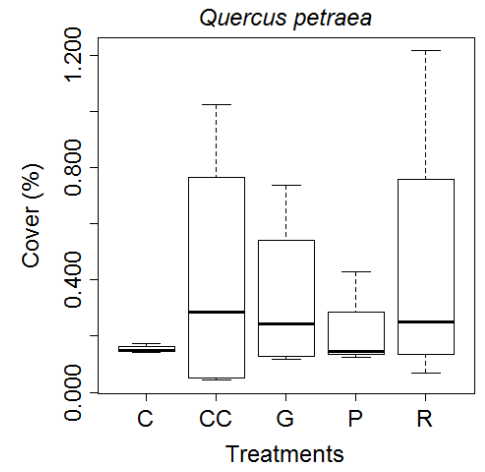 Quercus petraea
1.200
0.800
0.400
0.000
Cover (%)
C CC G P R
Treatments